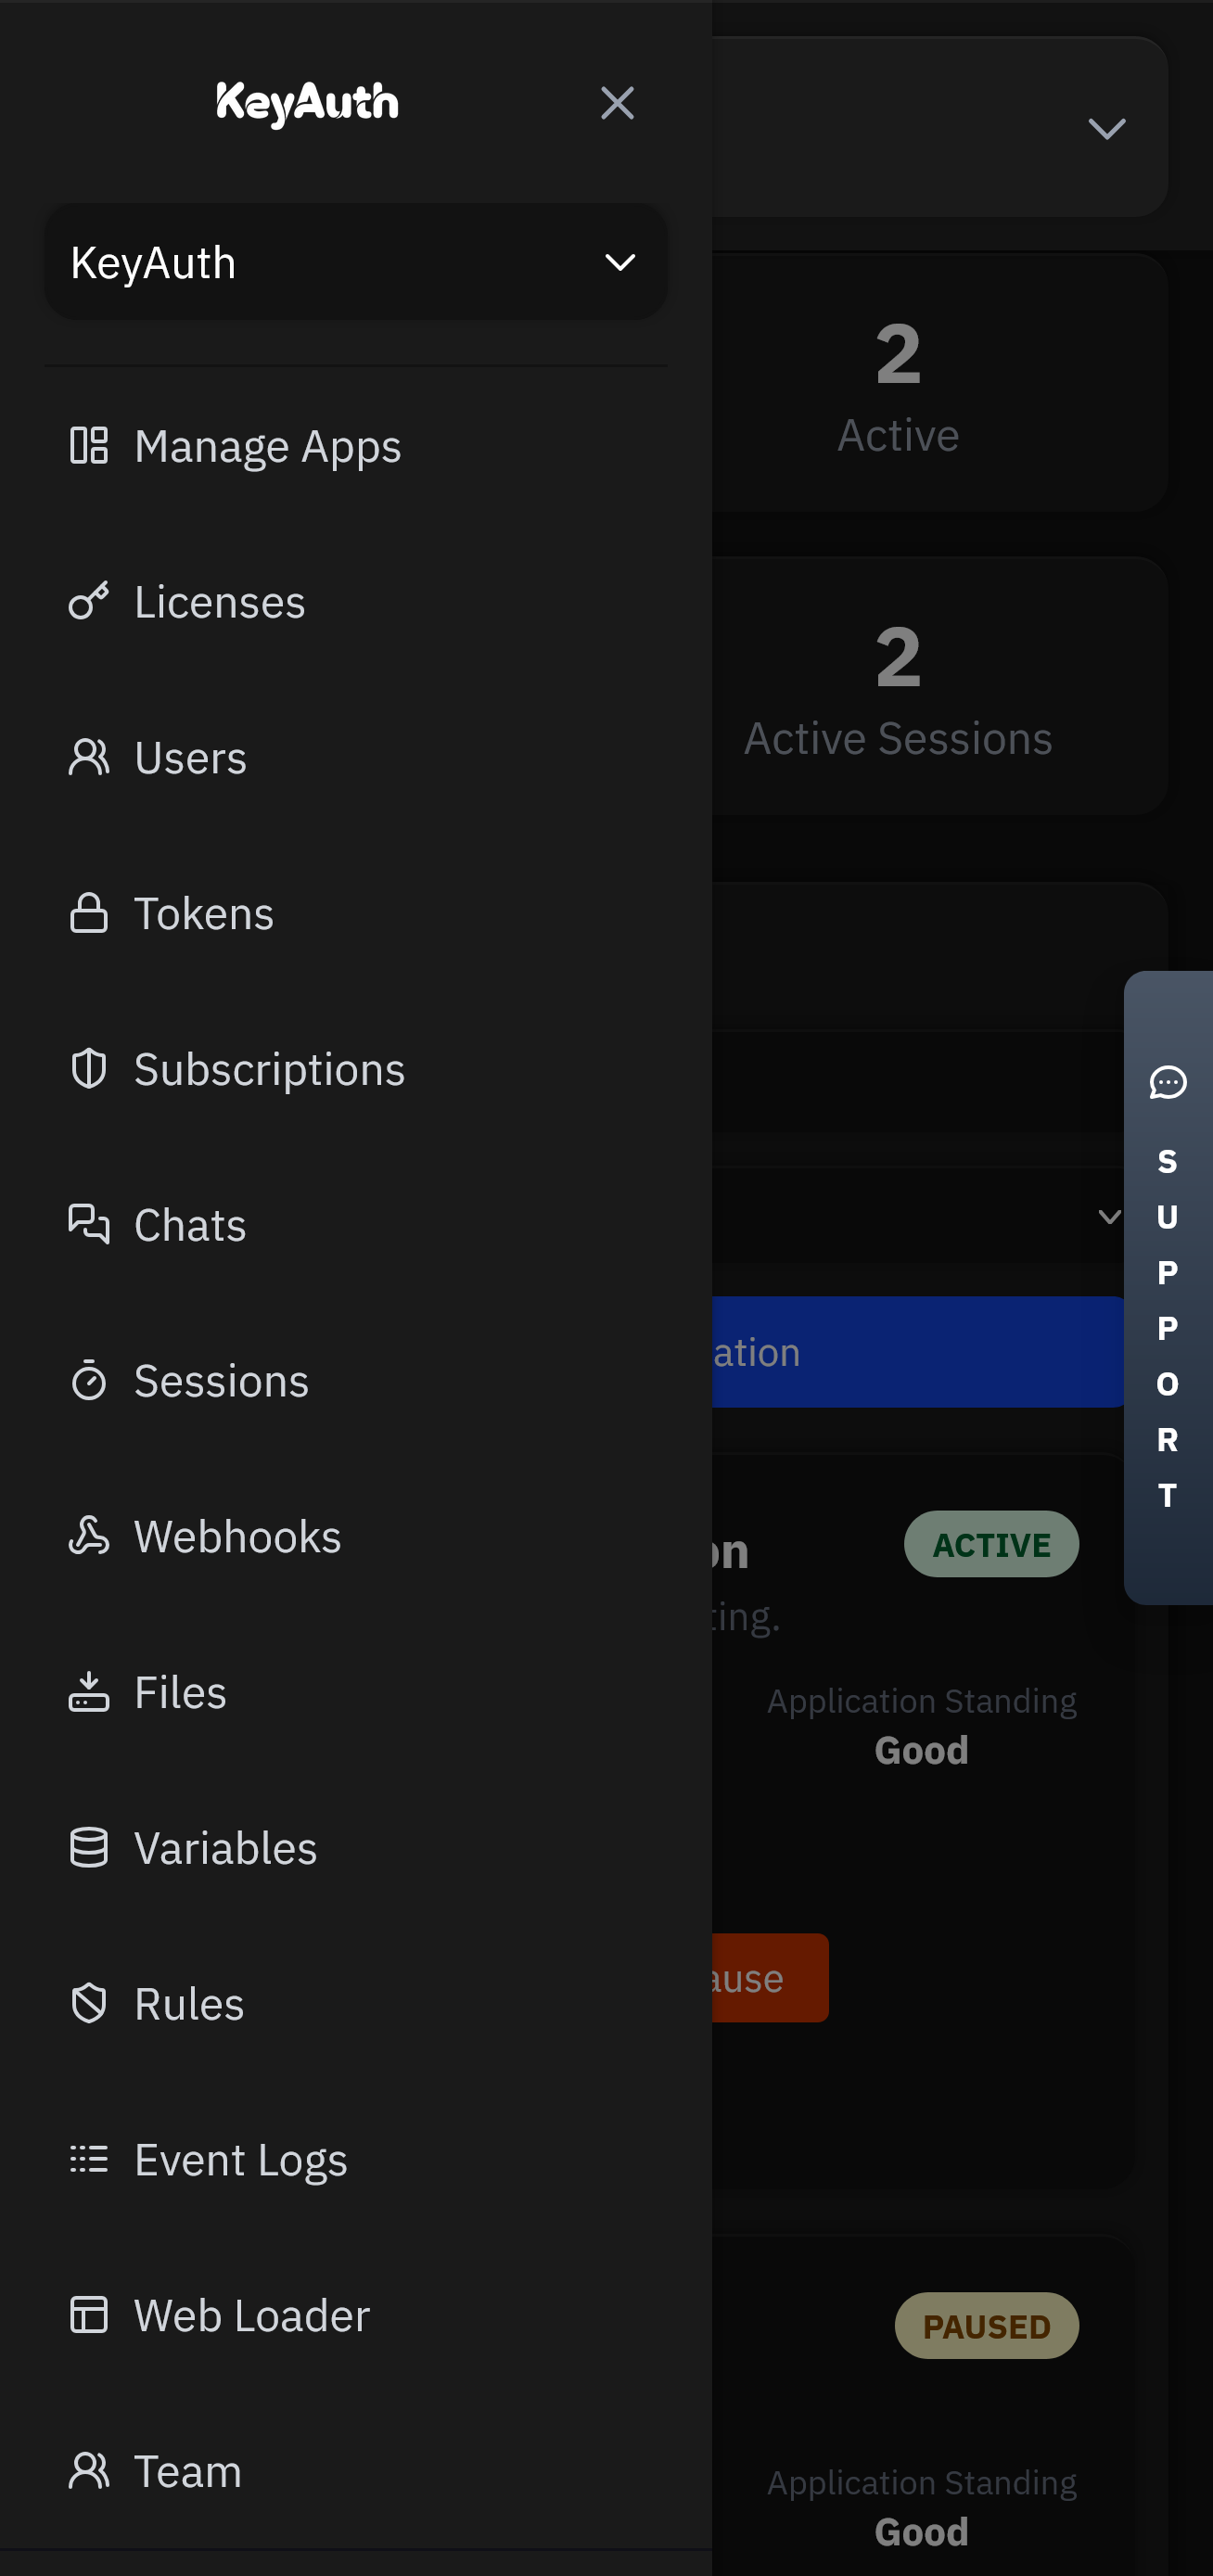 KeyAuth
KeyAuth
Manage Apps
Licenses
Users
Tokens
Subscriptions
Chats
Sessions
Webhooks
Files
Variables
Rules
Event Logs
Web Loader
Team
2
Active
2
Active Sessions
ation
on
ACTIVE
ting.
Application Standing
Good
ause
PAUSED
Application Standing
Good
SUPPORT